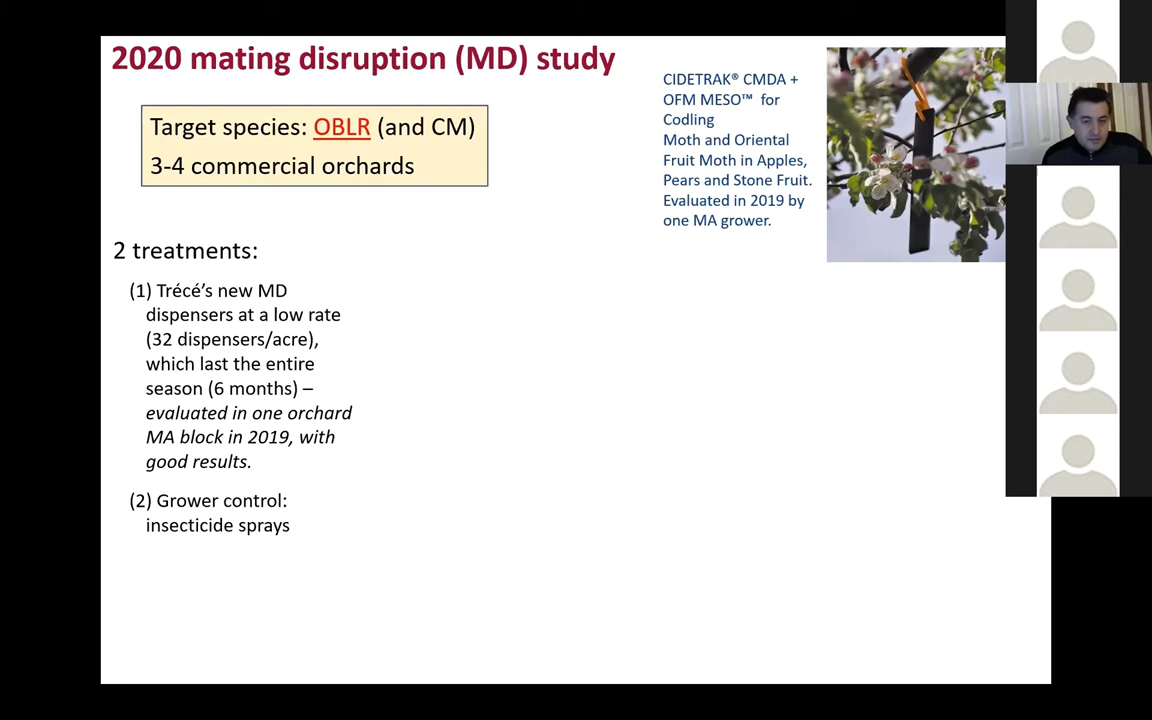 2020 mating disruption (MD) study
Target species: OBLR (and CM)
3-4 commercial orchards
CIDETRAK® CMDA +
OFM MESO™ for
Codling
Moth and Oriental
Fruit Moth in Apples,
Pears and Stone Fruit.
Evaluated in 2019 by
one MA grower.
2 treatments:
(1) Trécé’s new MD
dispensers at a low rate
(32 dispensers/acre),
which last the entire
season (6 months) –
evaluated in one orchard
MA block in 2019, with
good results.
(2) Grower control:
insecticide sprays